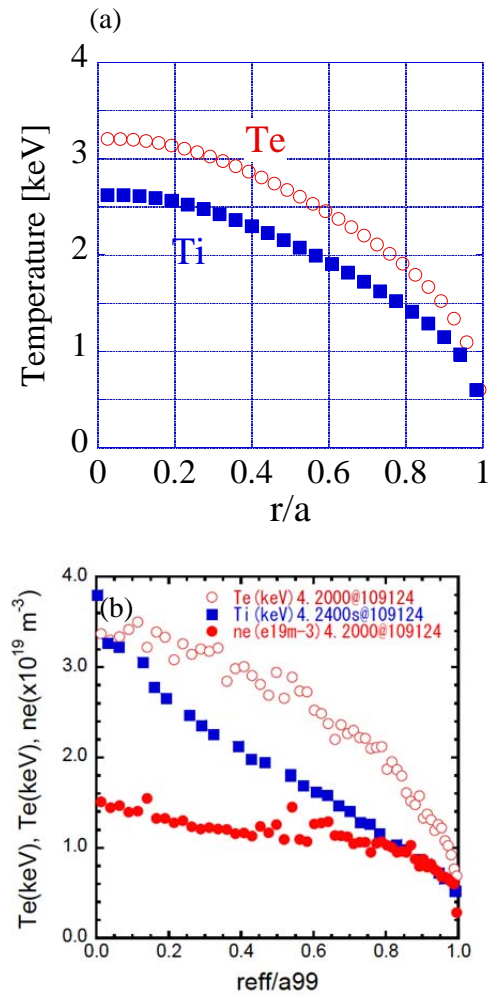 (a)
4
3
2
1
0
Temperature [keV]
Te
Ti
0 0.2 0.4 0.6 0.8 1
r/a
(b)
Te(keV)4.2000@109124
Ti(keV)4.2400s@109124
ne(e19m-3)4.2000@109124
4.0
3.0
2.0
1.0
0.0
Te(keV), Te(keV), ne(x10¹⁹ m⁻³)
0.0 0.2 0.4 0.6 0.8 1.0
reff/a99